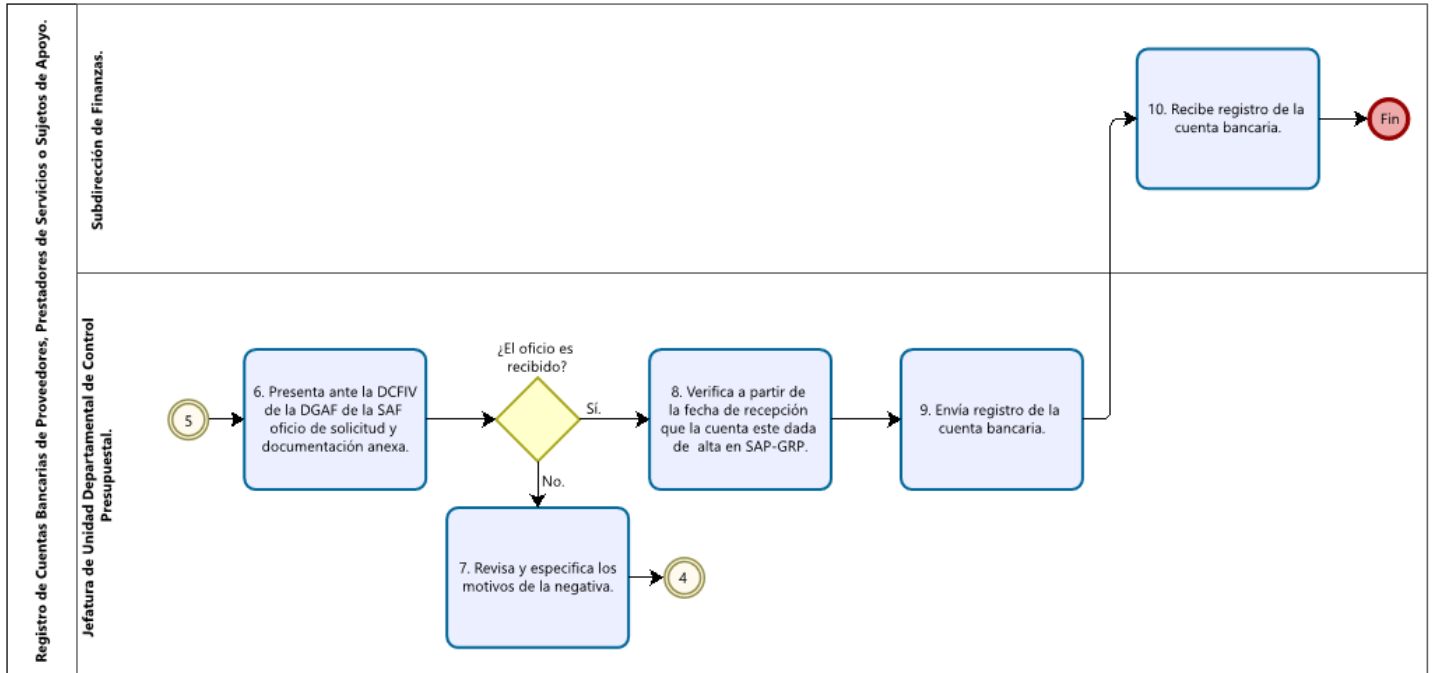 Registro de Cuentas Bancarias de Proveedores, Prestadores de Servicios o Sujetos de Apoyo.
Subdirección de Finanzas.
10. Recibe registro de la
cuenta bancaria.
Fin
Jefatura de Unidad Departamental de Control
Presupuestal.
5
6. Presenta ante la DCFIV
de la DGAF de la SAF
oficio de solicitud y
documentación anexa.
¿El oficio es
recibido?
Sí.
No.
8. Verifica a partir de
la fecha de recepción
que la cuenta este dada
de alta en SAP-GRP.
9. Envía registro de la
cuenta bancaria.
7. Revisa y especifica los
motivos de la negativa.
4